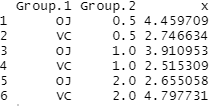 Group.1 Group.2 x
1 OJ 0.5 4.459709
2 VC 0.5 2.746634
3 OJ 1.0 3.910953
4 VC 1.0 2.515309
5 OJ 2.0 2.655058
6 VC 2.0 4.797731